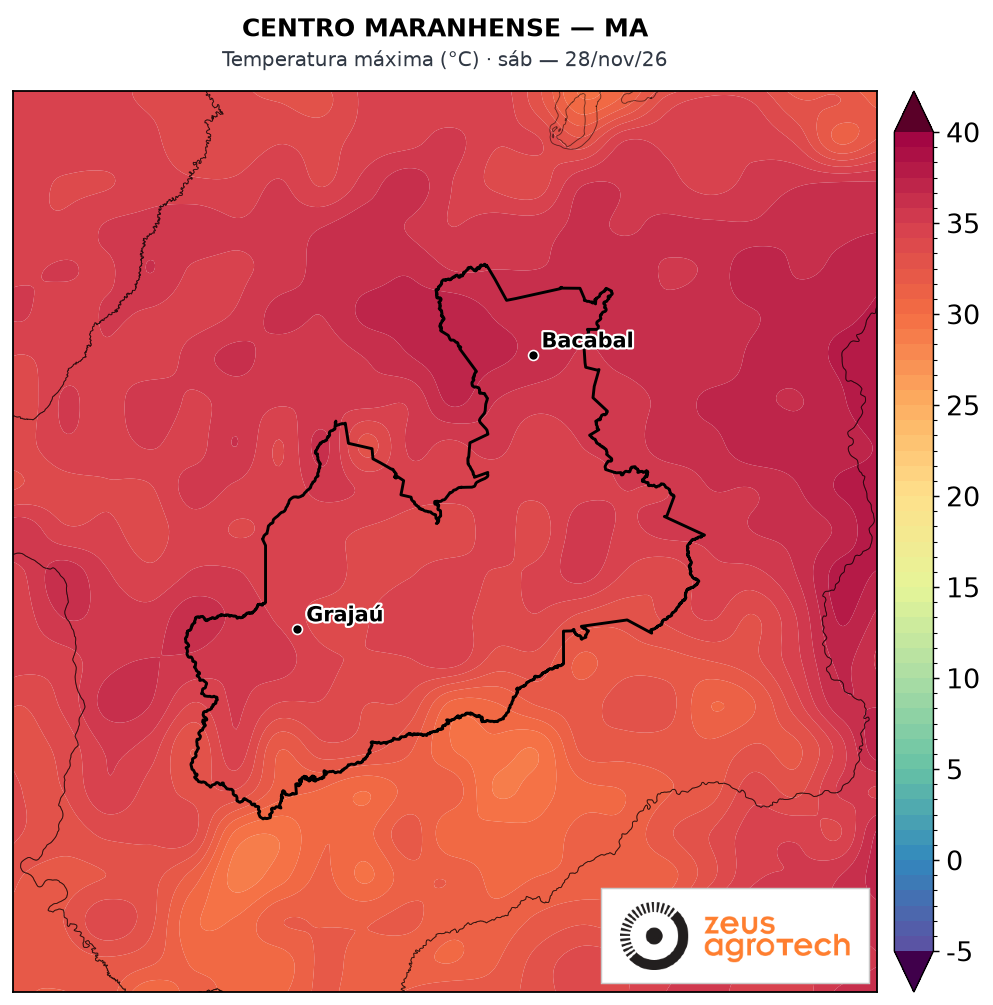 CENTRO MARANHENSE — MA
Temperatura máxima (°C) · sáb — 28/nov/26
40
35
30
25
20
15
10
5
0
-5
Bacabal
Grajaú
zeus
agrotech